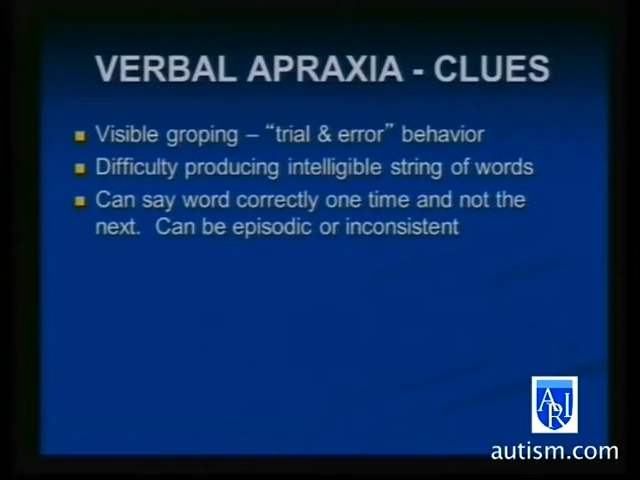 VERBAL APRAXIA - CLUES
Visible groping – “trial & error” behavior
Difficulty producing intelligible string of words
Can say word correctly one time and not the
next. Can be episodic or inconsistent
ARI
autism.com